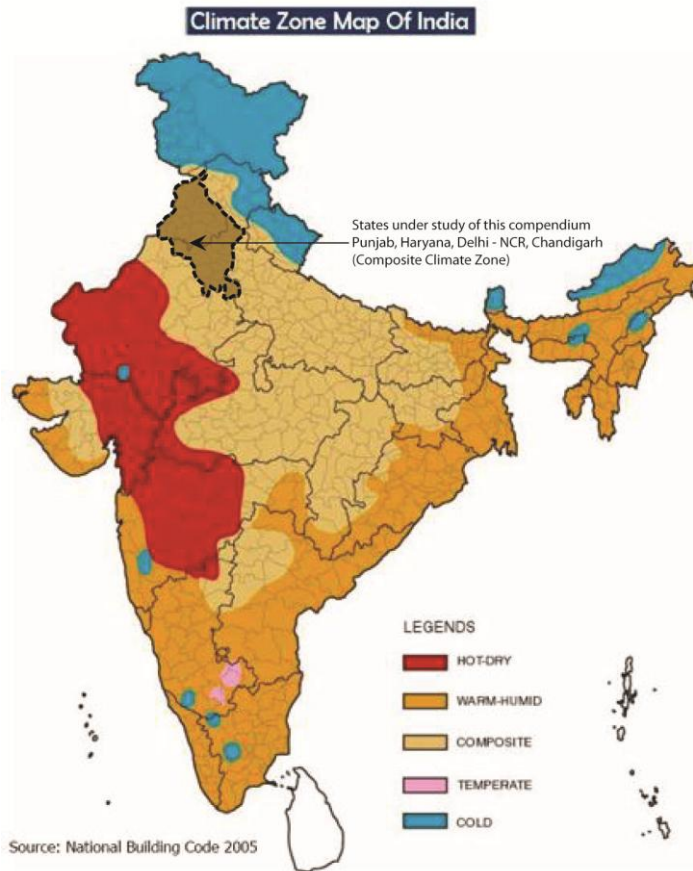 Climate Zone Map Of India
States under study of this compendium
Punjab, Haryana, Delhi - NCR, Chandigarh
(Composite Climate Zone)
LEGENDS
HOT-DRY
WARM-HUMID
COMPOSITE
TEMPERATE
COLD
Source: National Building Code 2005